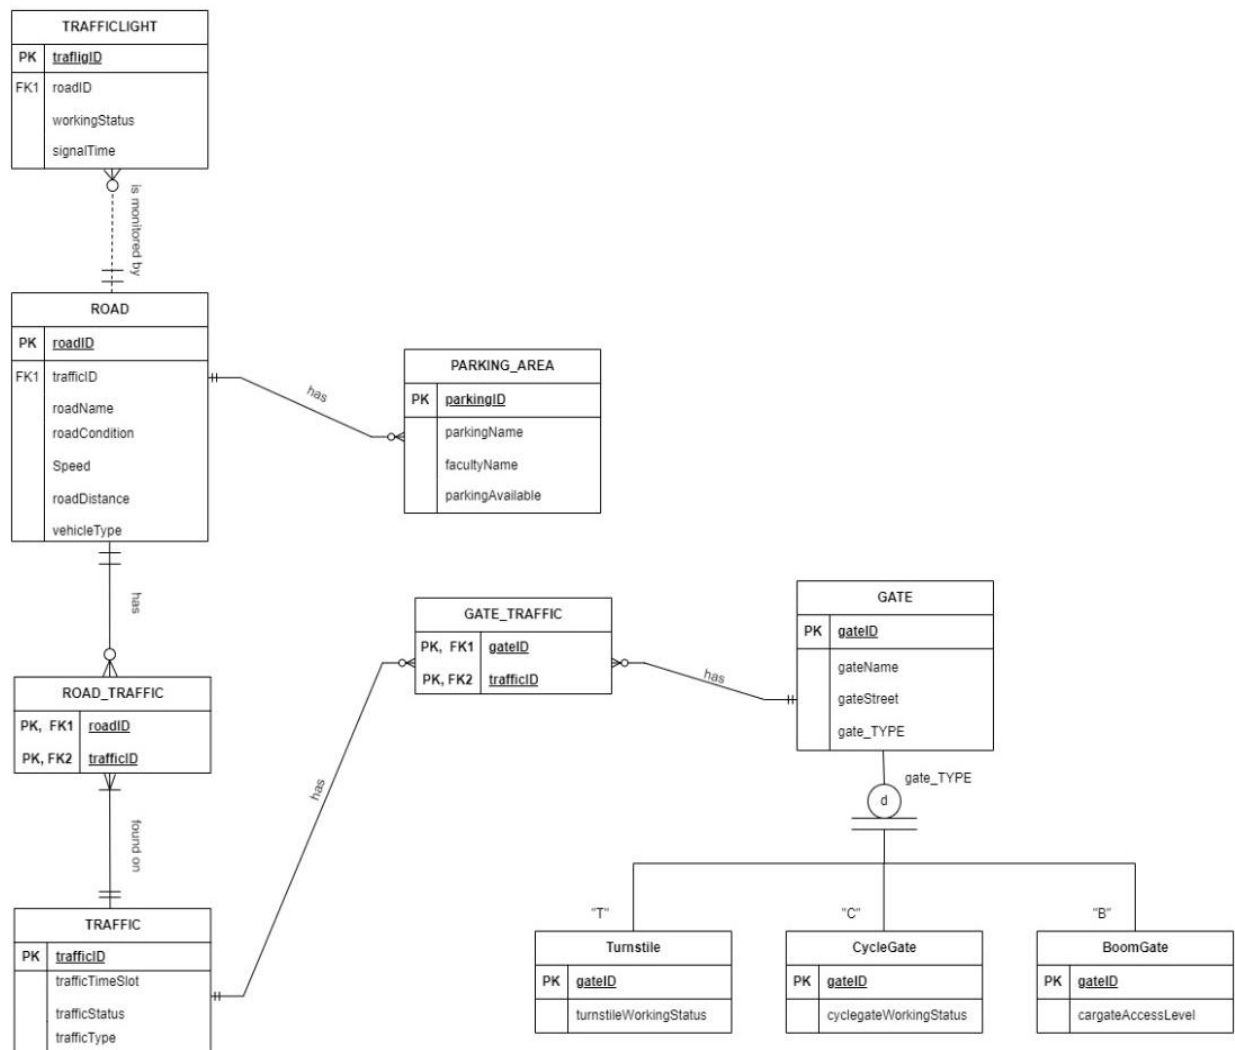 TRAFFICLIGHT
PK trafligID
FK1 roadID
workingStatus
signalTime
is monitored by
ROAD
PK roadID
FK1 trafficID
roadName
roadCondition
Speed
roadDistance
vehicleType
has
PARKING_AREA
PK parkingID
parkingName
facultyName
parkingAvailable
has
ROAD_TRAFFIC
PK, FK1 roadID
PK, FK2 trafficID
found on
TRAFFIC
PK trafficID
trafficTimeSlot
trafficStatus
trafficType
has
GATE_TRAFFIC
PK, FK1 gateID
PK, FK2 trafficID
has
GATE
PK gateID
gateName
gateStreet
gate_TYPE
gate_TYPE
d
"T"
"C"
"B"
Turnstile
PK gateID
turnstileWorkingStatus
CycleGate
PK gateID
cyclegateWorkingStatus
BoomGate
PK gateID
cargateAccessLevel